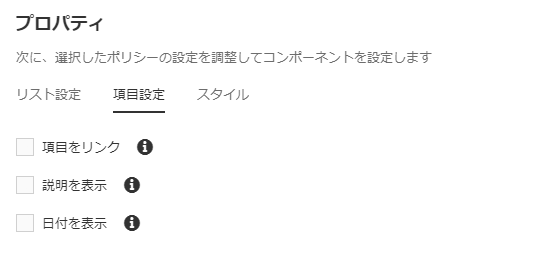 プロパティ
次に、選択したポリシーの設定を調整してコンポーネントを設定します
リスト設定 項目設定 スタイル
項目をリンク
説明を表示
日付を表示